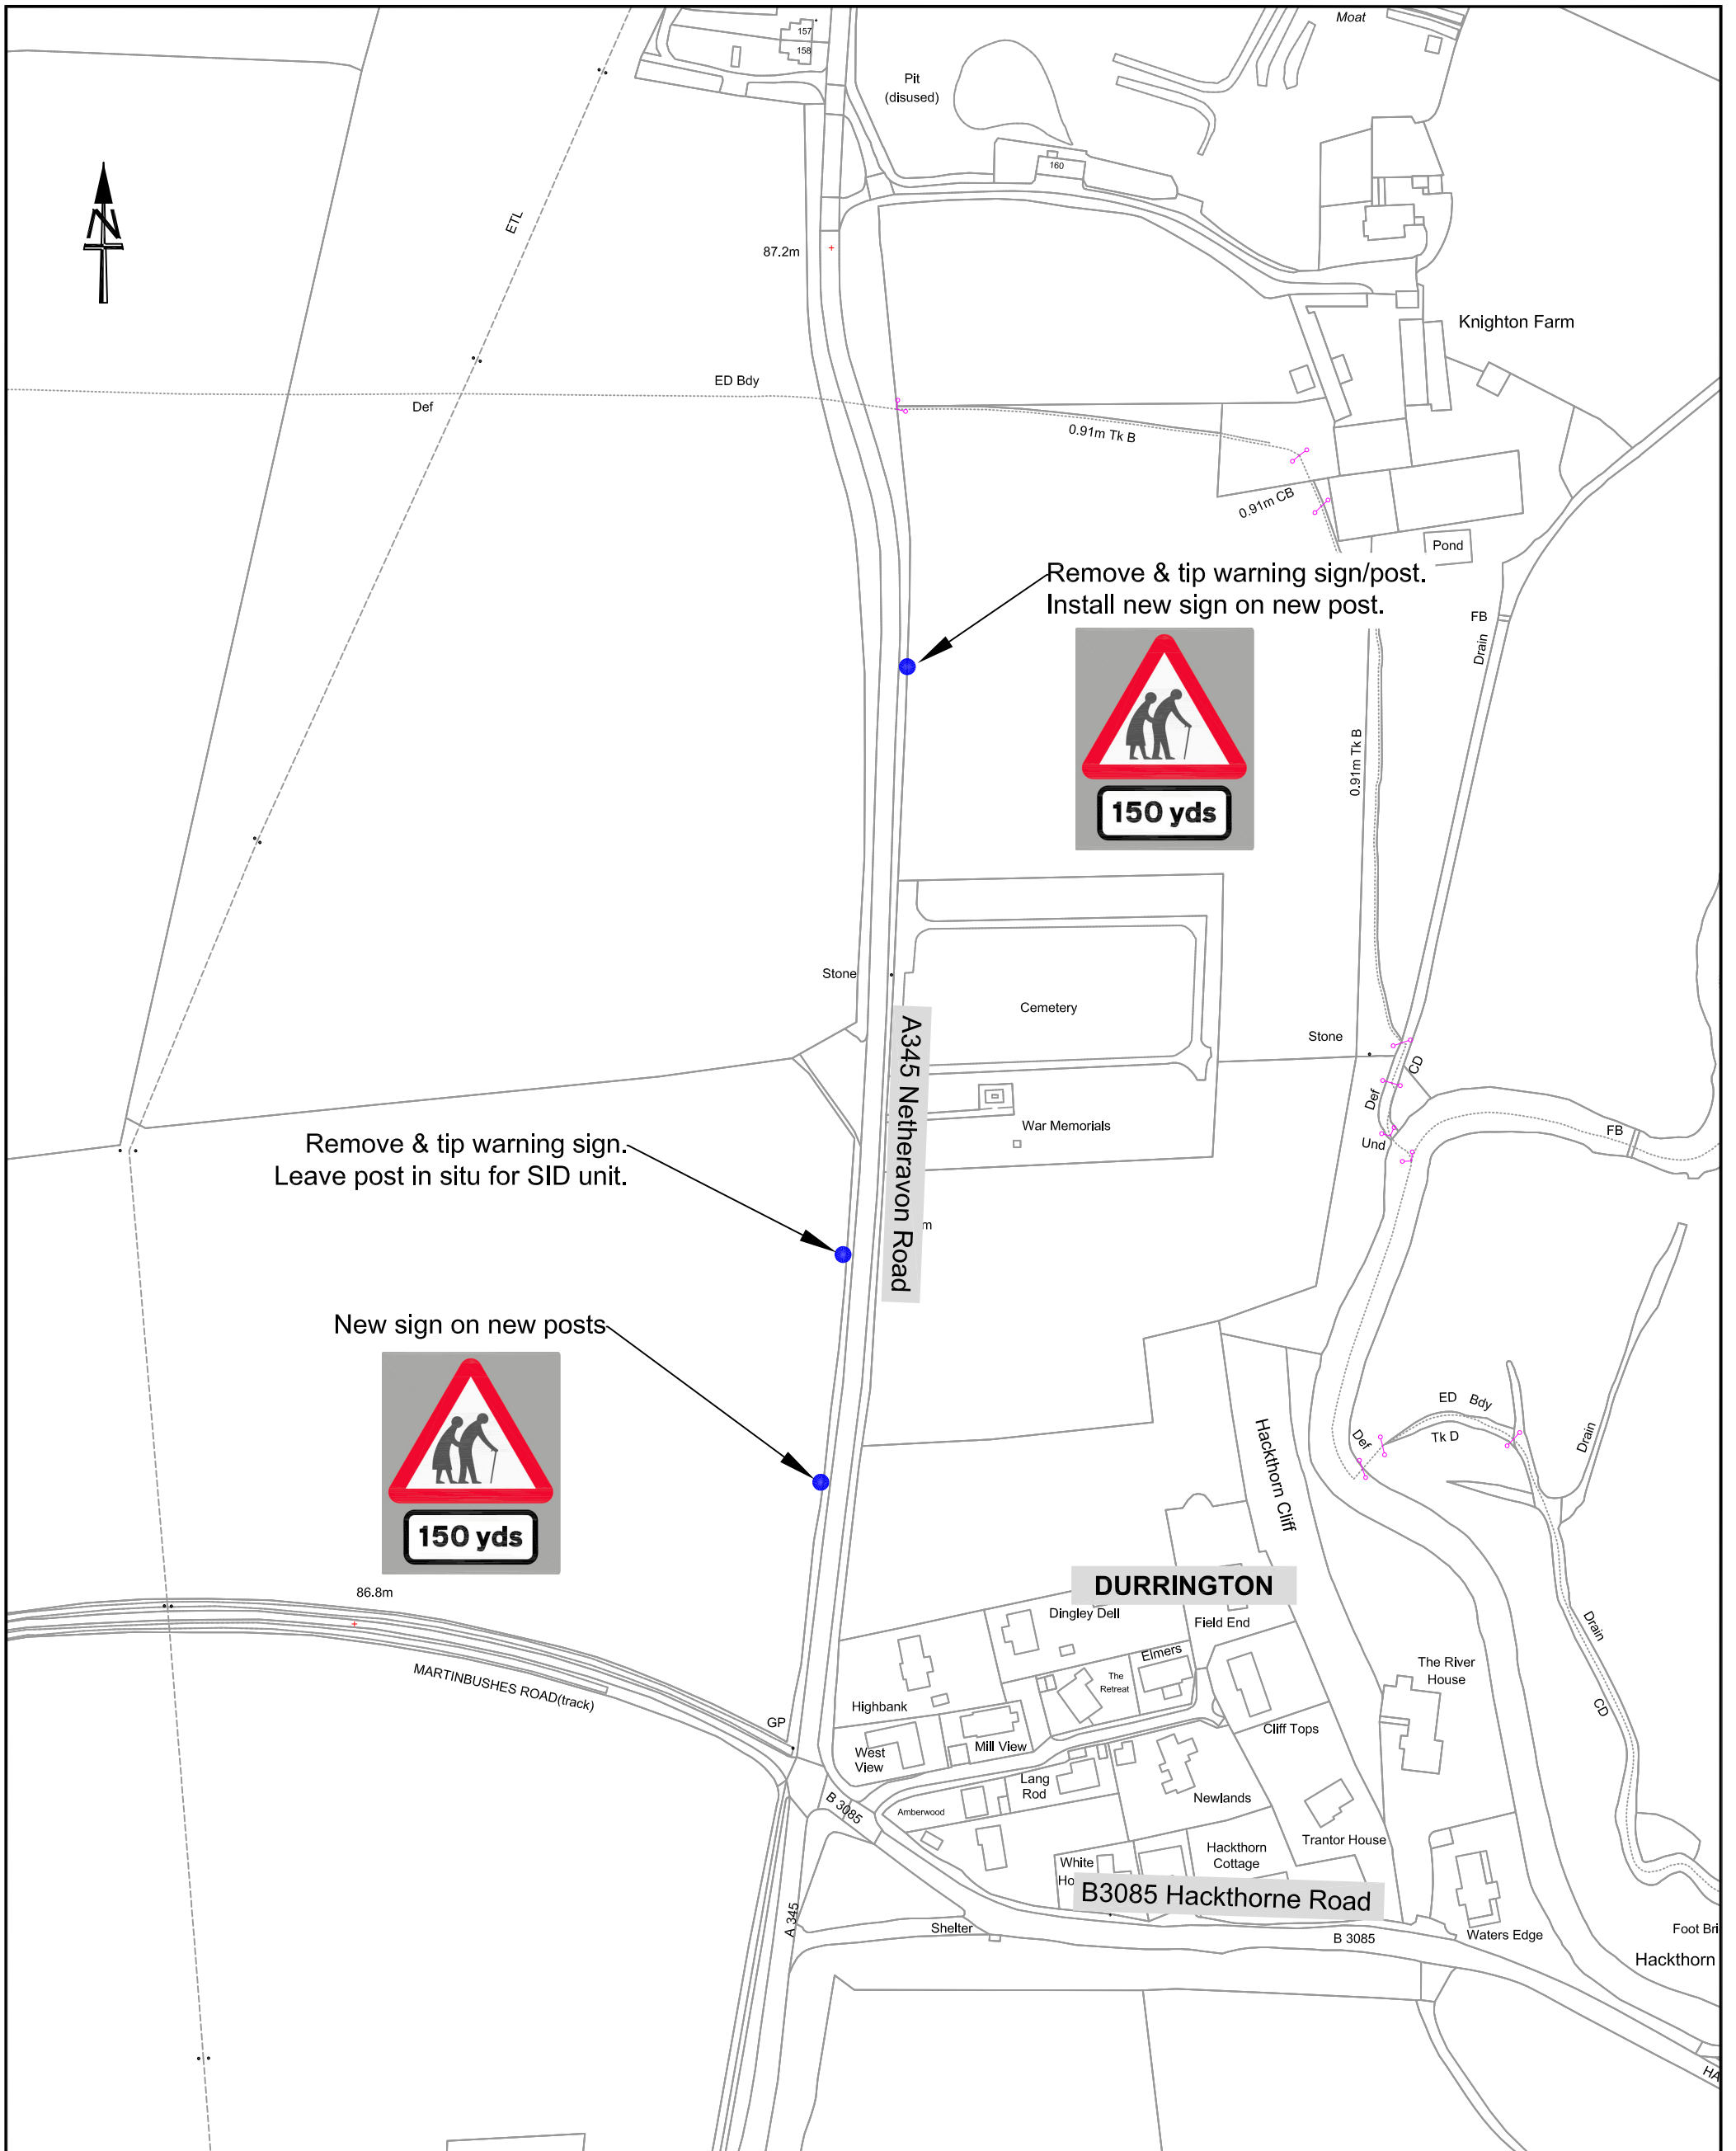 Moat
157
158
Pit
(disused)
160
N
ETL
87.2m
Knighton Farm
ED Bdy
Def
0.91m Tk B
0.91m CB
Pond
Remove & tip warning sign/post.
Install new sign on new post.
FB
Drain
150 yds
0.91m Tk B
Stone
Cemetery
A345 Netheravon Road
Stone
CD
Def
War Memorials
Und
FB
Remove & tip warning sign.
Leave post in situ for SID unit.
m
New sign on new posts
150 yds
ED Bdy
Tk D
Def
Drain
Hackthorn Cliff
DURRINGTON
86.8m
Dingley Dell
Field End
Drain
Elmers
The
Retreat
The River
House
MARTINBUSHES ROAD(track)
Highbank
CD
GP
Cliff Tops
West
View
Mill View
Lang
Rod
B 3085
Newlands
Amberwood
Trantor House
Hackthorn
Cottage
White
Ho
B3085 Hackthorne Road
A 345
Shelter
B 3085
Waters Edge
Foot Bri
Hackthorn
HA